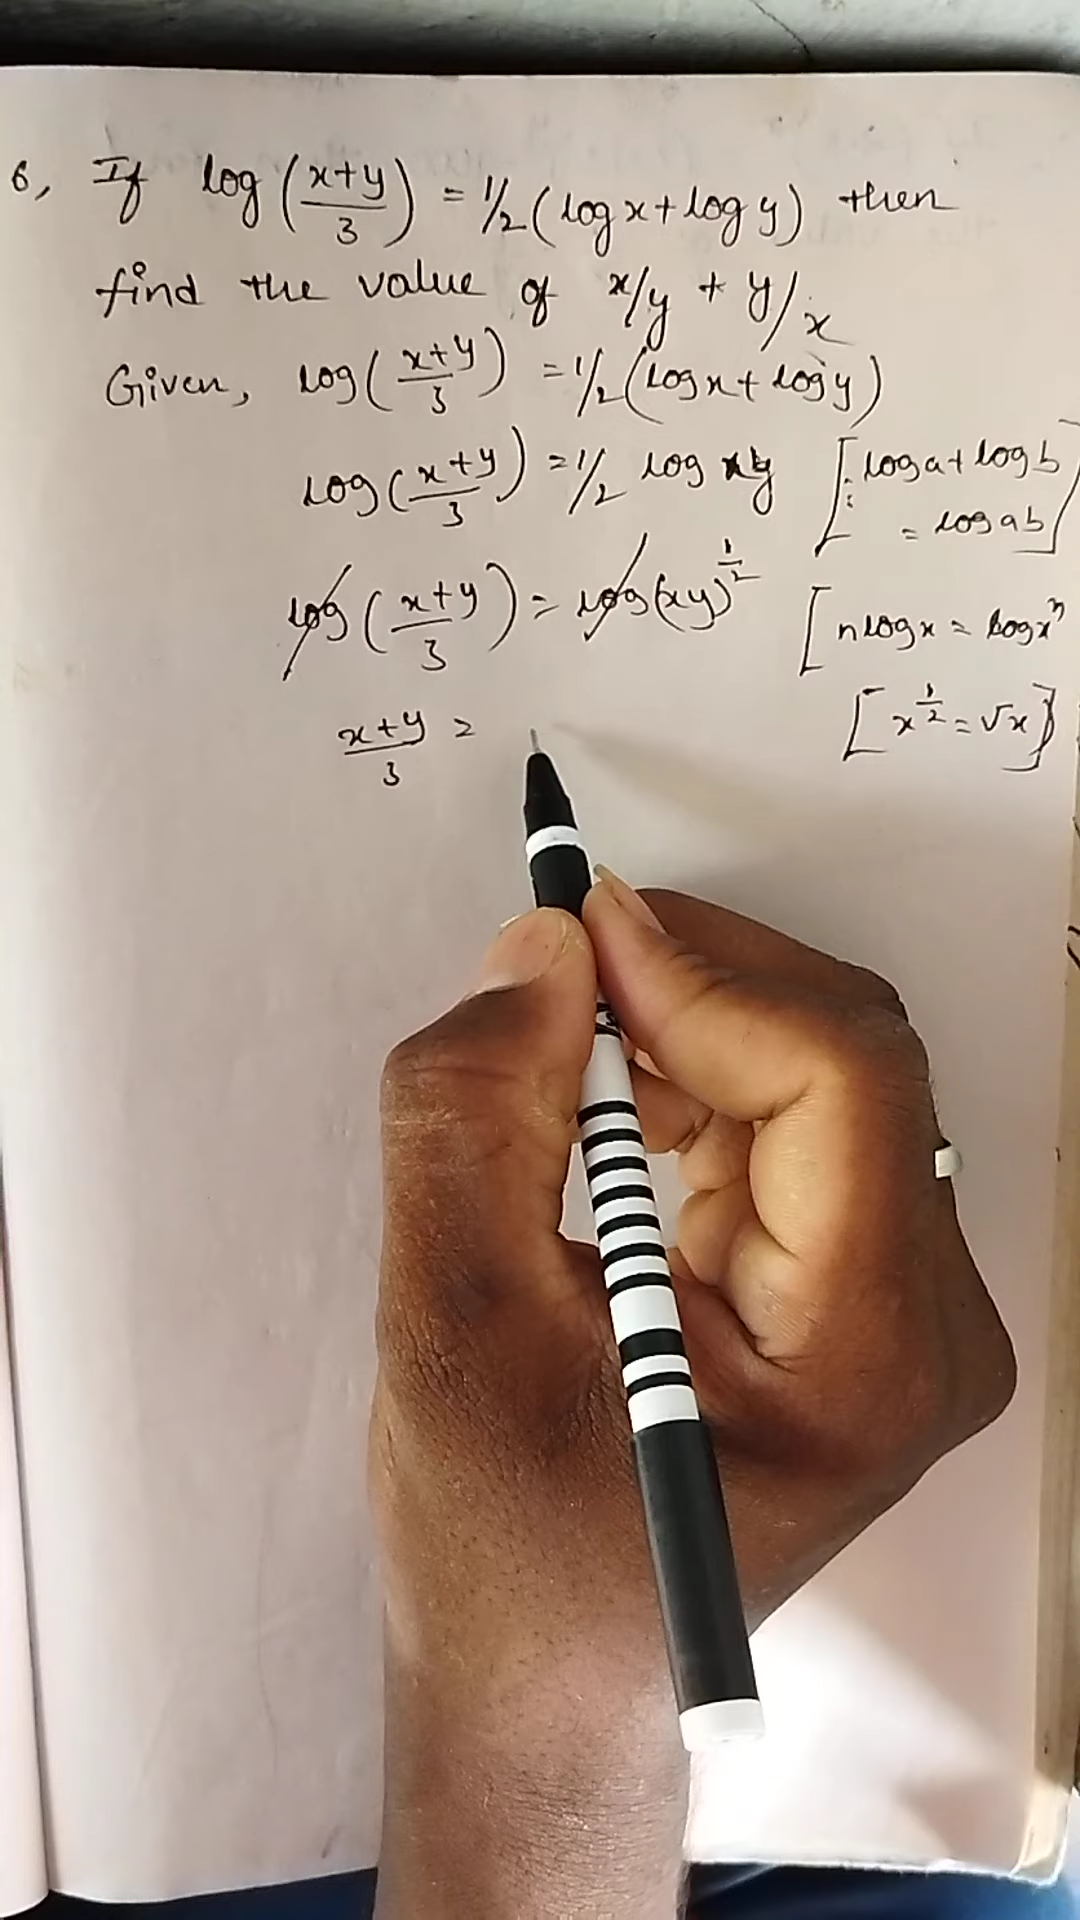 6, If log (x+y/3) = 1/2 (log x + log y) then
find the value of x/y + y/x
Given, log (x+y/3) = 1/2 (log x + log y)
log (x+y/3) = 1/2 log xy [∵ log a + log b = log ab]
log (x+y/3) = log (xy)^1/2 [n log x = log x^n
x+y/3 = [x^1/2 = √x]